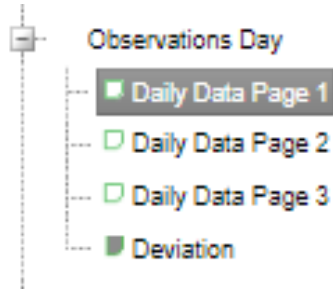 Observations Day
Daily Data Page 1
Daily Data Page 2
Daily Data Page 3
Deviation